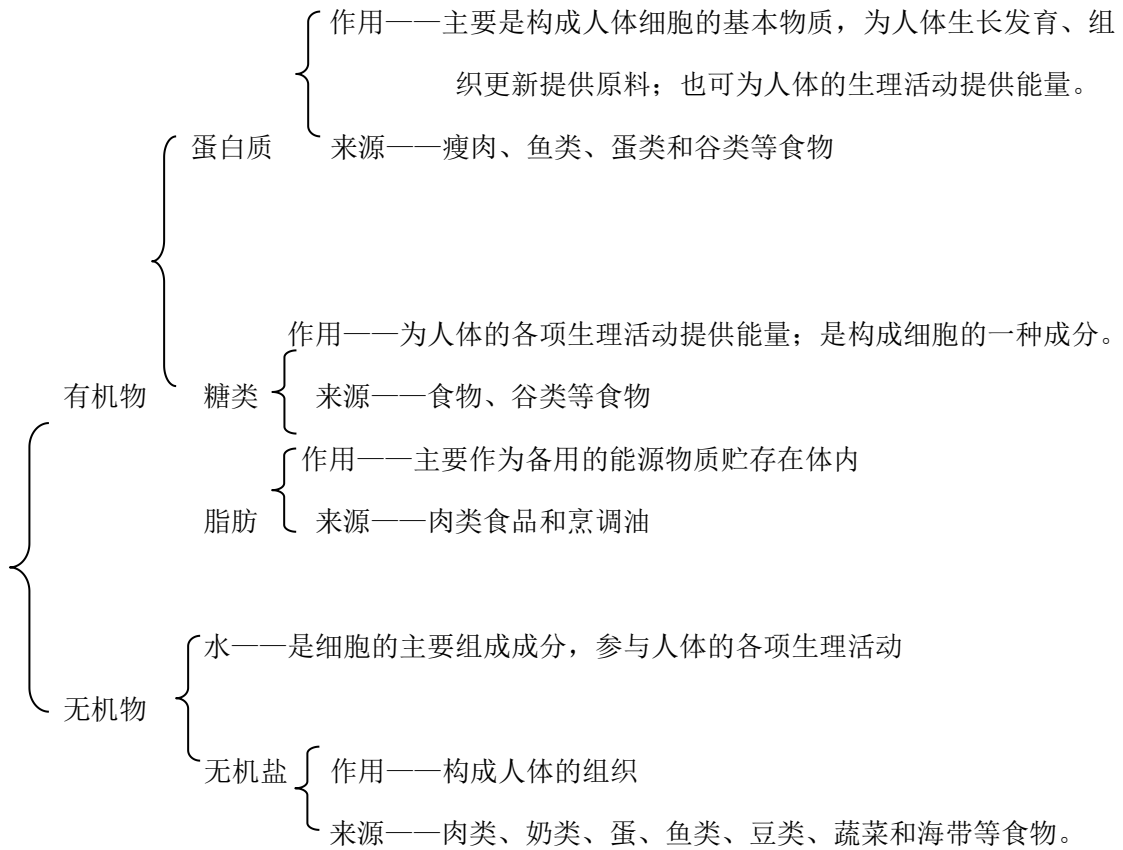 作用——主要是构成人体细胞的基本物质，为人体生长发育、组
织更新提供原料；也可为人体的生理活动提供能量。
蛋白质 来源——瘦肉、鱼类、蛋类和谷类等食物
作用——为人体的各项生理活动提供能量；是构成细胞的一种成分。
有机物 糖类 来源——食物、谷类等食物
作用——主要作为备用的能源物质贮存在体内
脂肪 来源——肉类食品和烹调油
水——是细胞的主要组成成分，参与人体的各项生理活动
无机物
无机盐 作用——构成人体的组织
来源——肉类、奶类、蛋、鱼类、豆类、蔬菜和海带等食物。